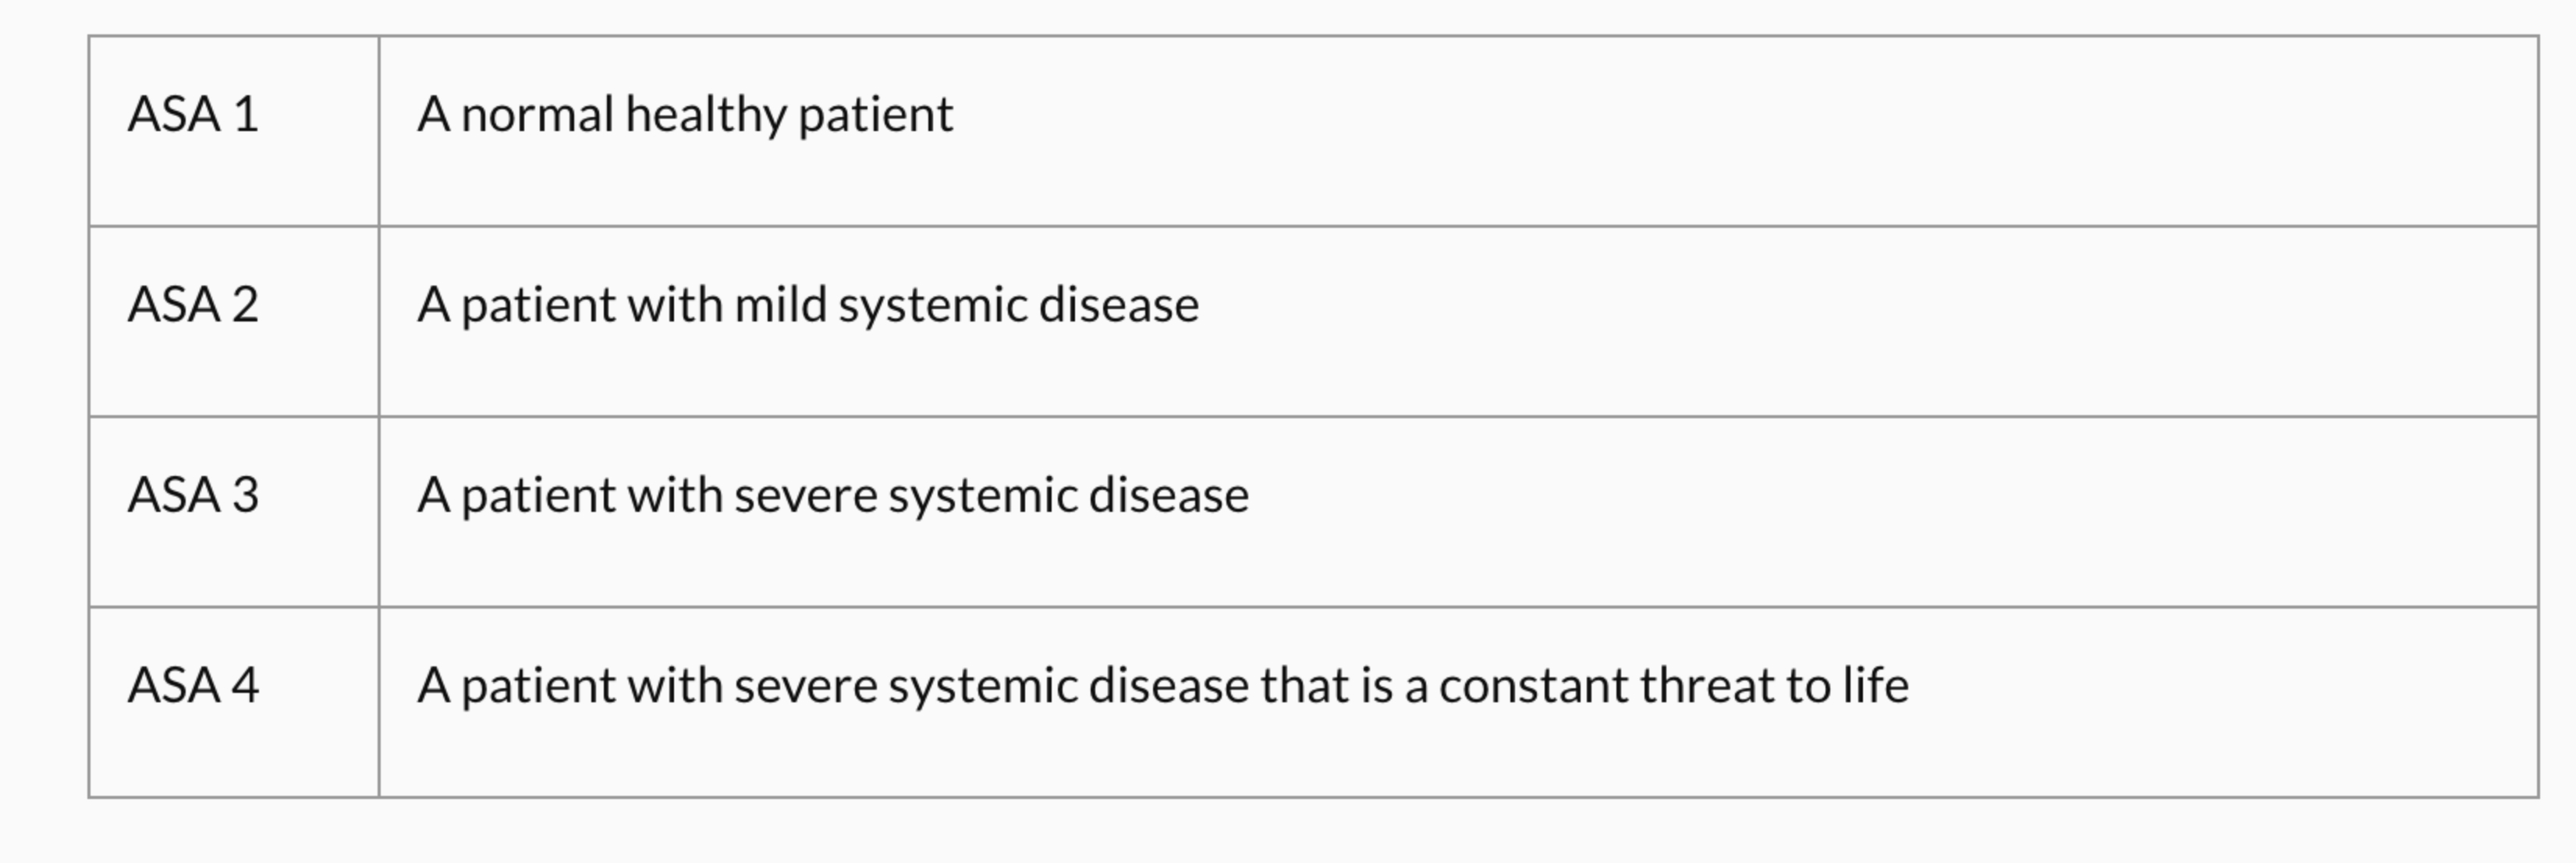 ASA 1 A normal healthy patient
ASA 2 A patient with mild systemic disease
ASA 3 A patient with severe systemic disease
ASA 4 A patient with severe systemic disease that is a constant threat to life